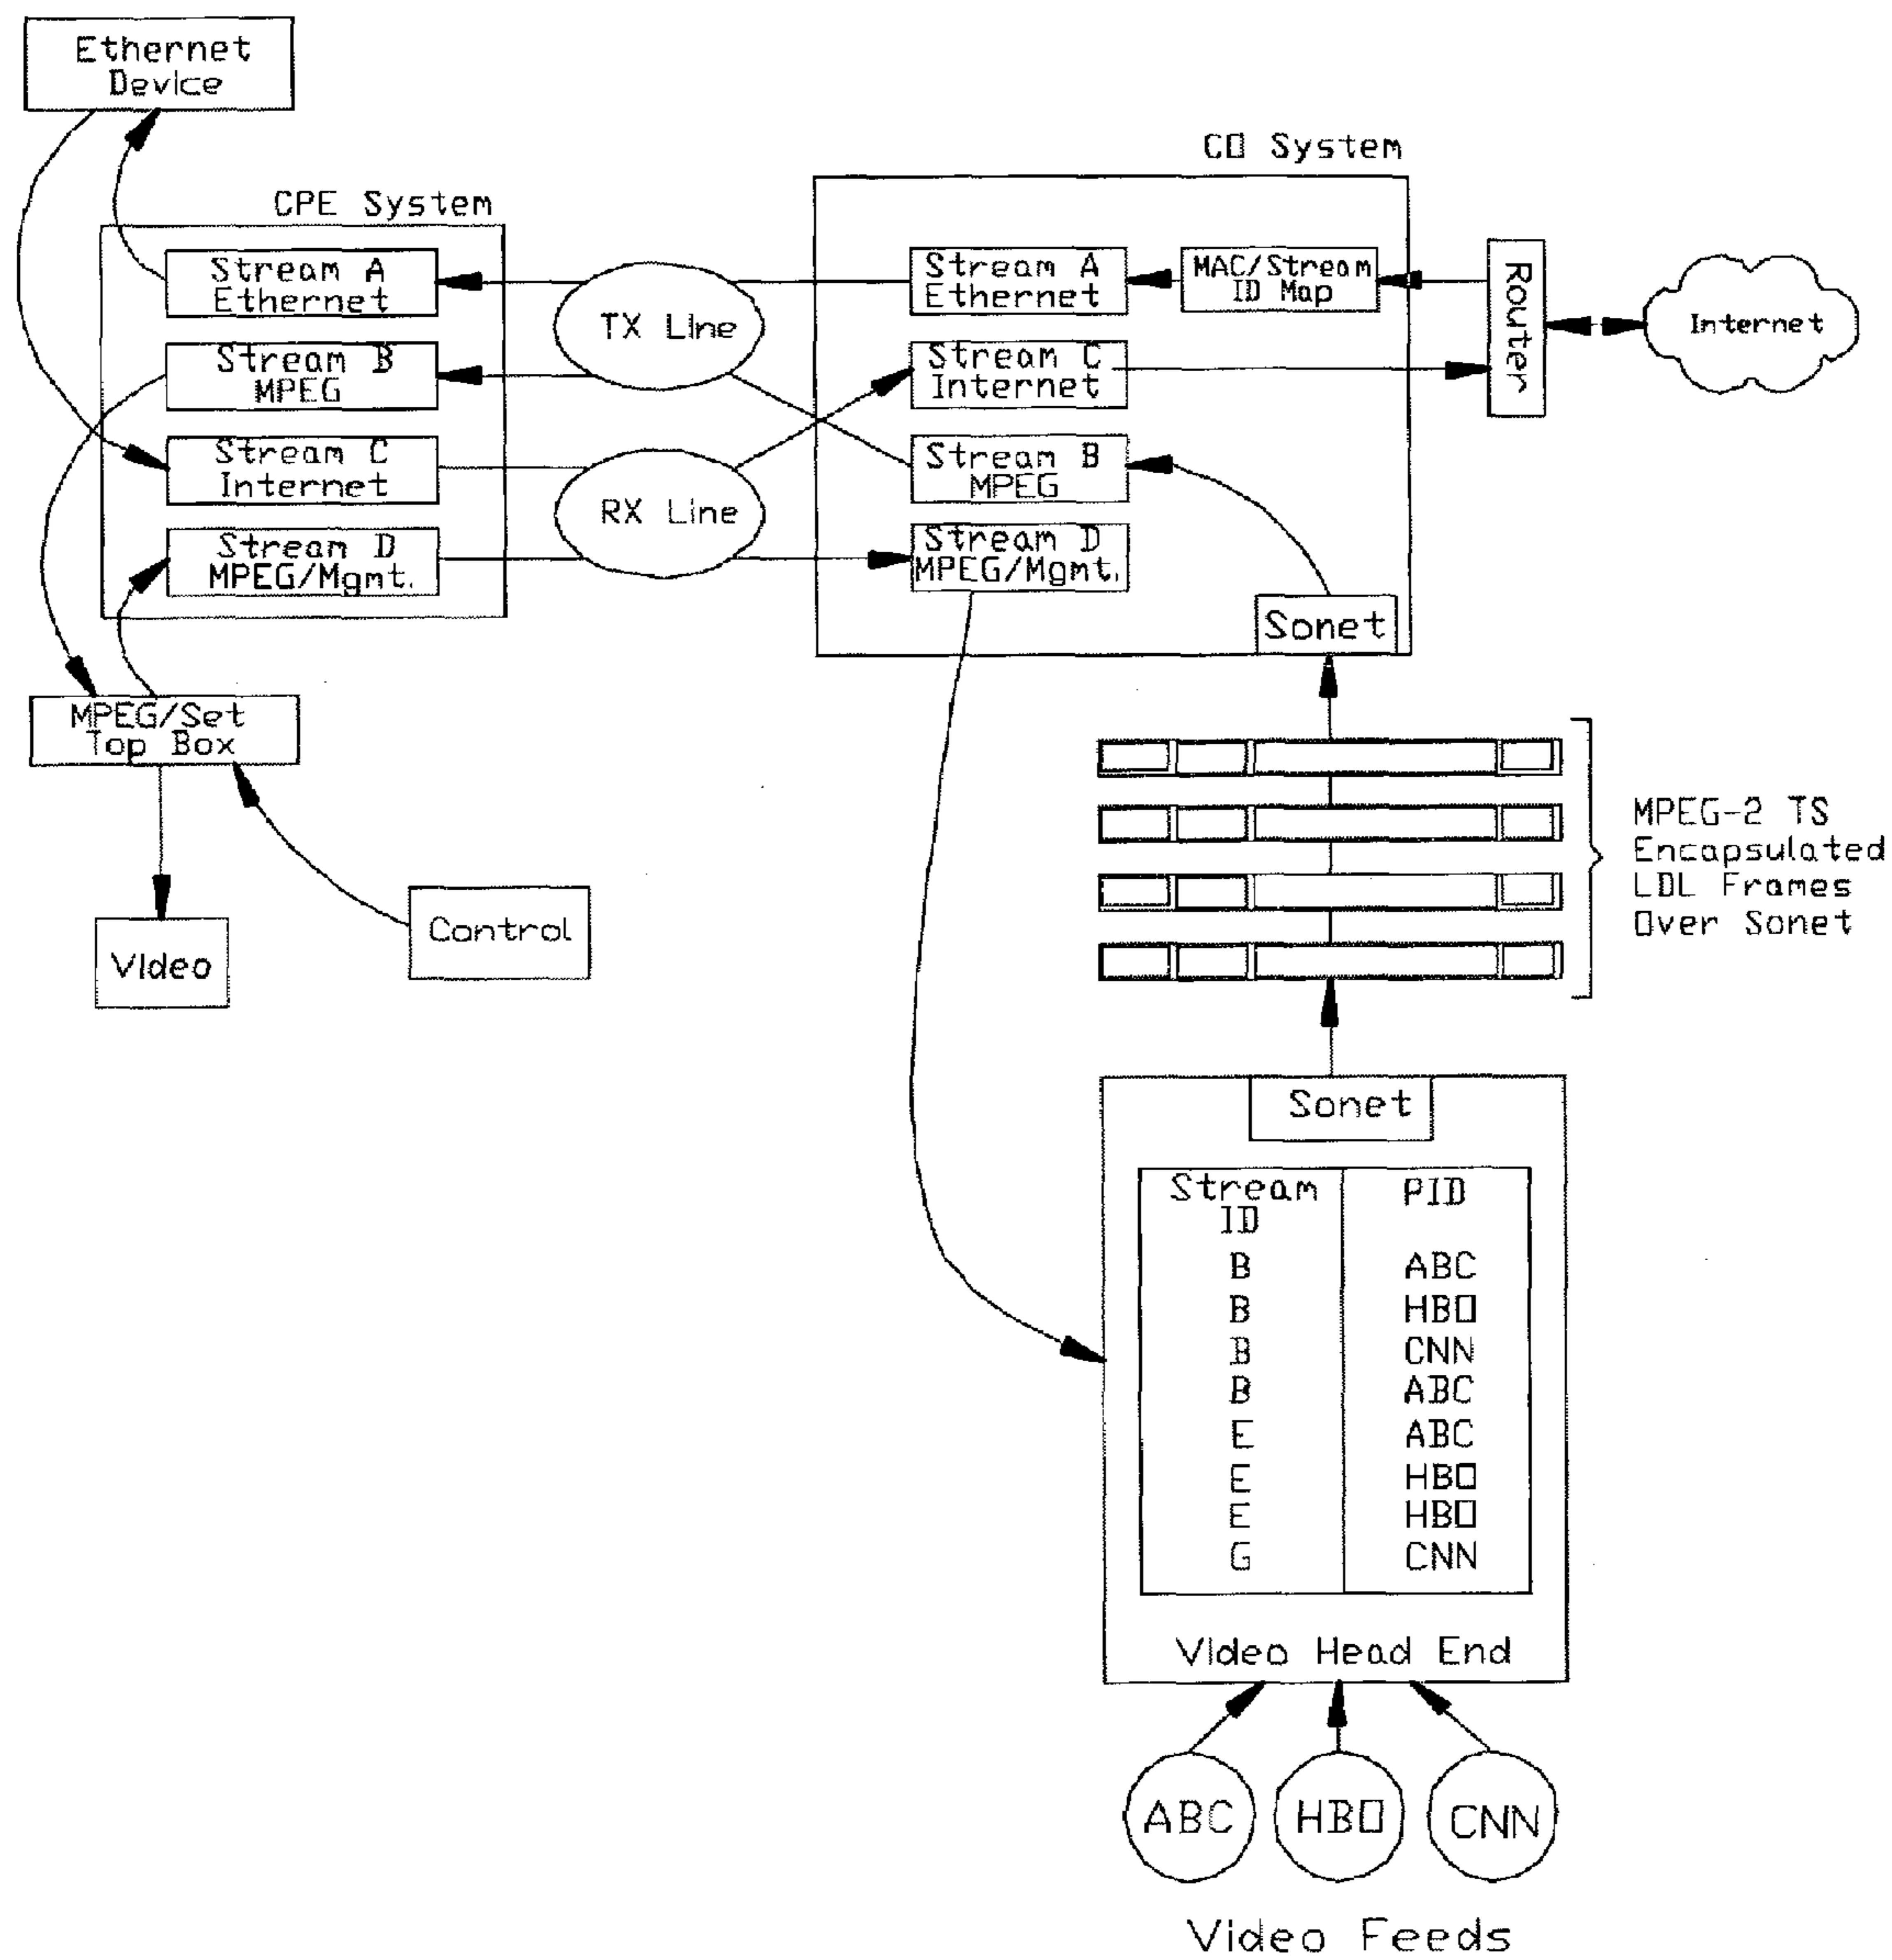 Ethernet
Device
CPE System
Stream A
Ethernet
Stream B
MPEG
Stream C
Internet
Stream D
MPEG/Mgmt.
TX Line
RX Line
CO System
Stream A
Ethernet
MAC/Stream
ID Map
Stream C
Internet
Stream B
MPEG
Stream D
MPEG/Mgmt.
Sonet
Router
Internet
MPEG/Set
Top Box
Video
Control
MPEG-2 TS
Encapsulated
LDL Frames
Over Sonet
Sonet
Stream ID PID
B ABC
B HBO
B CNN
B ABC
E ABC
E HBO
E HBO
G CNN
Video Head End
ABC HBO CNN
Video Feeds